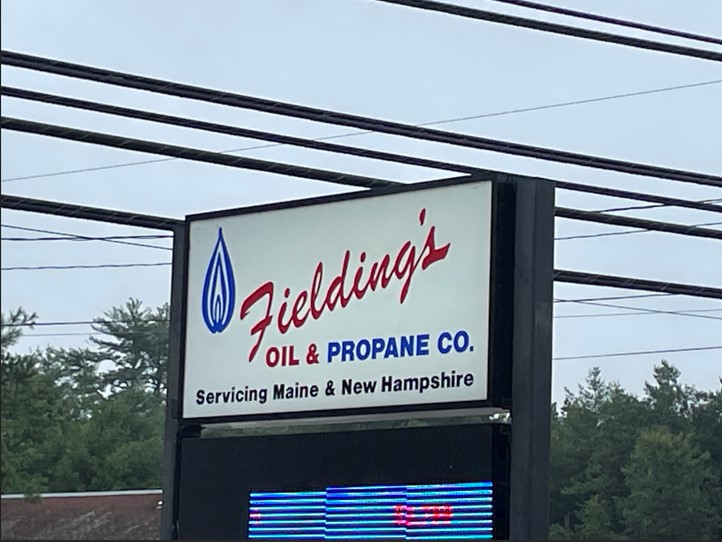 Fielding's
OIL & PROPANE CO.
Servicing Maine & New Hampshire